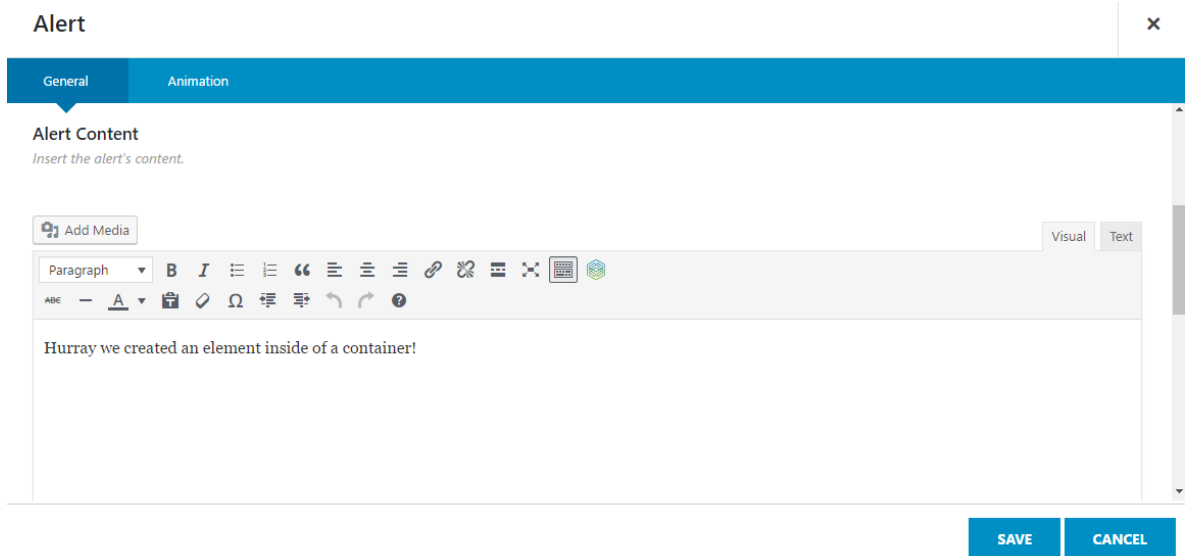 Alert
General Animation
Alert Content
Insert the alert's content.
Add Media
Visual Text
Paragraph B I
ABC A Ω
Hurray we created an element inside of a container!
SAVE CANCEL